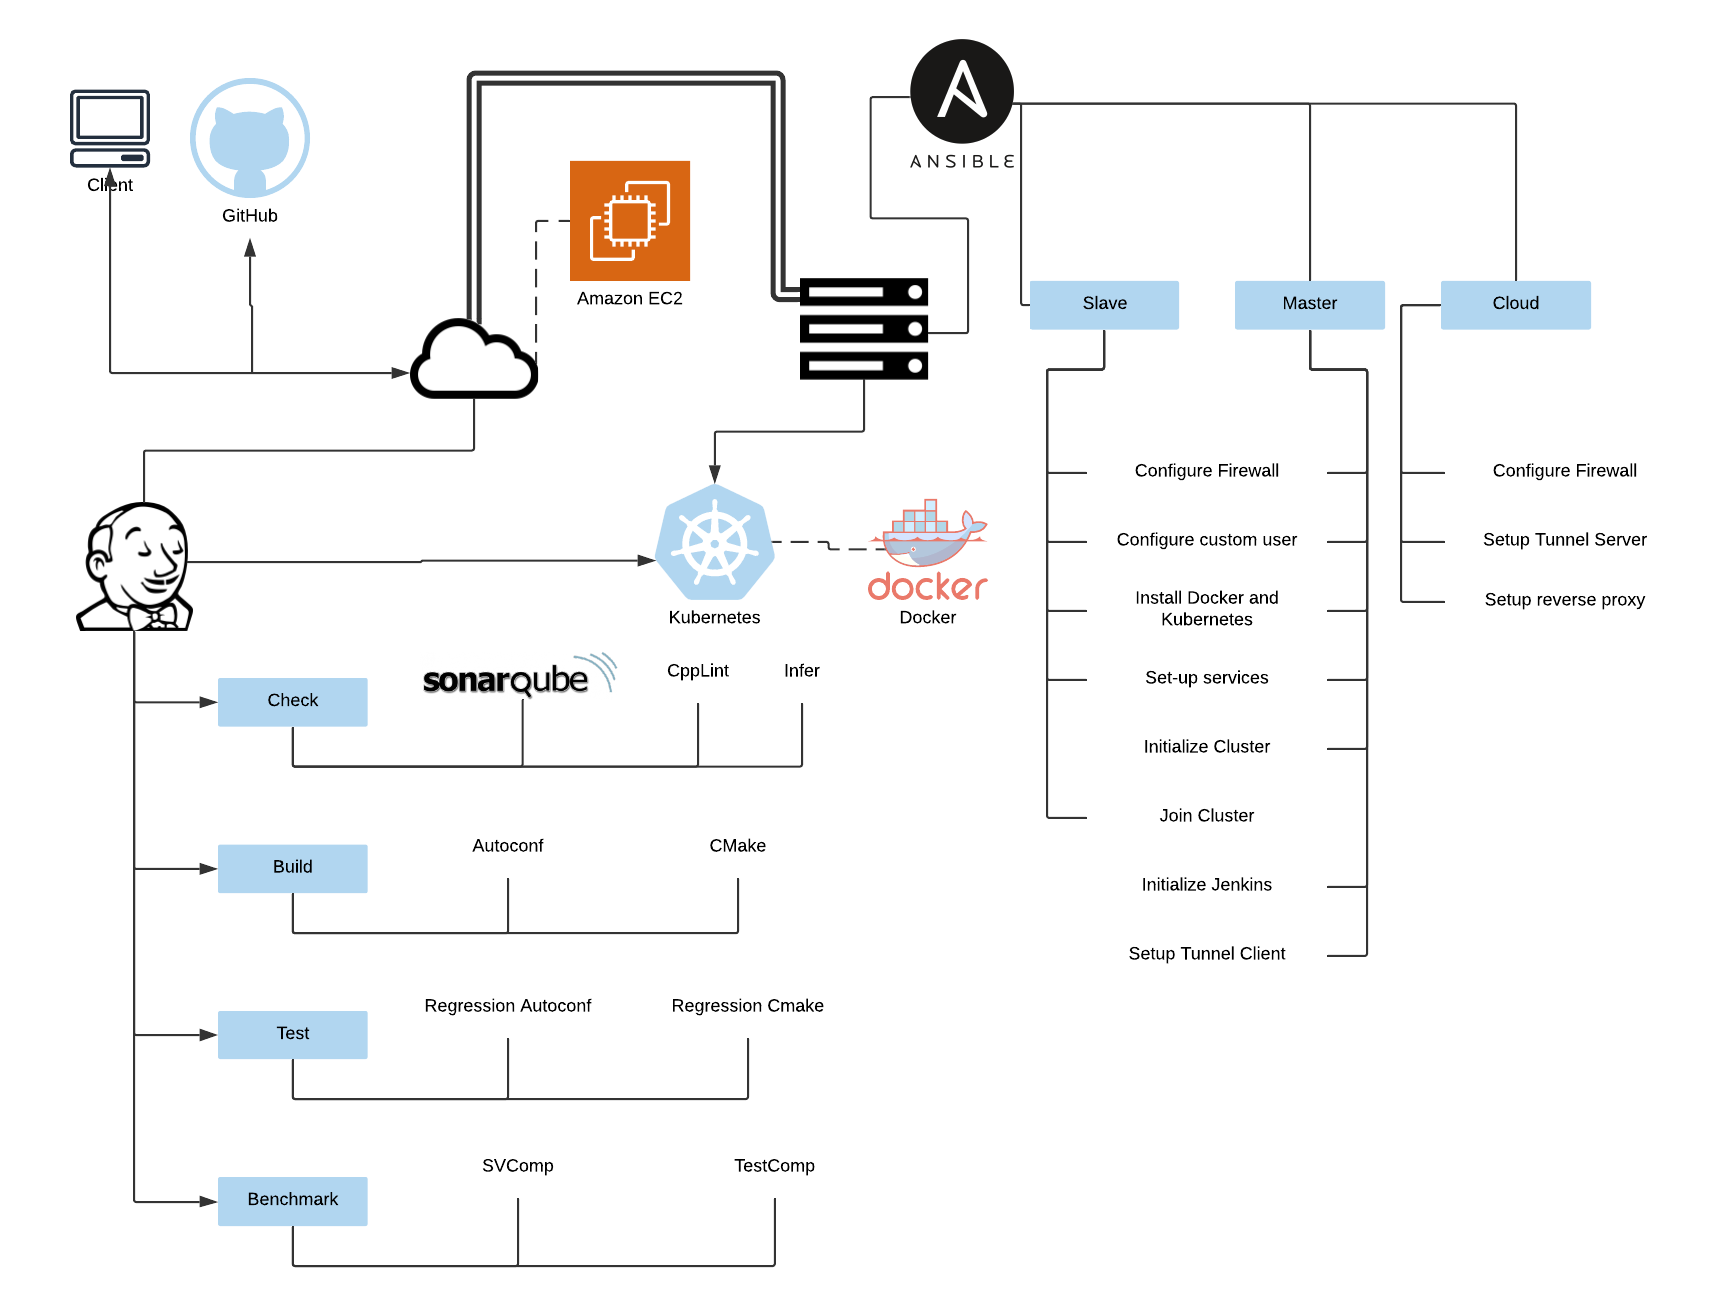 ANSIBLE
Client
GitHub
Amazon EC2
Slave
Master
Cloud
Configure Firewall
Configure Firewall
Configure custom user
Setup Tunnel Server
Install Docker and
Kubernetes
Setup reverse proxy
Set-up services
Initialize Cluster
Join Cluster
Initialize Jenkins
Setup Tunnel Client
docker
Kubernetes
Docker
Check
sonarqube
CppLint
Infer
Build
Autoconf
CMake
Test
Regression Autoconf
Regression Cmake
Benchmark
SVComp
TestComp